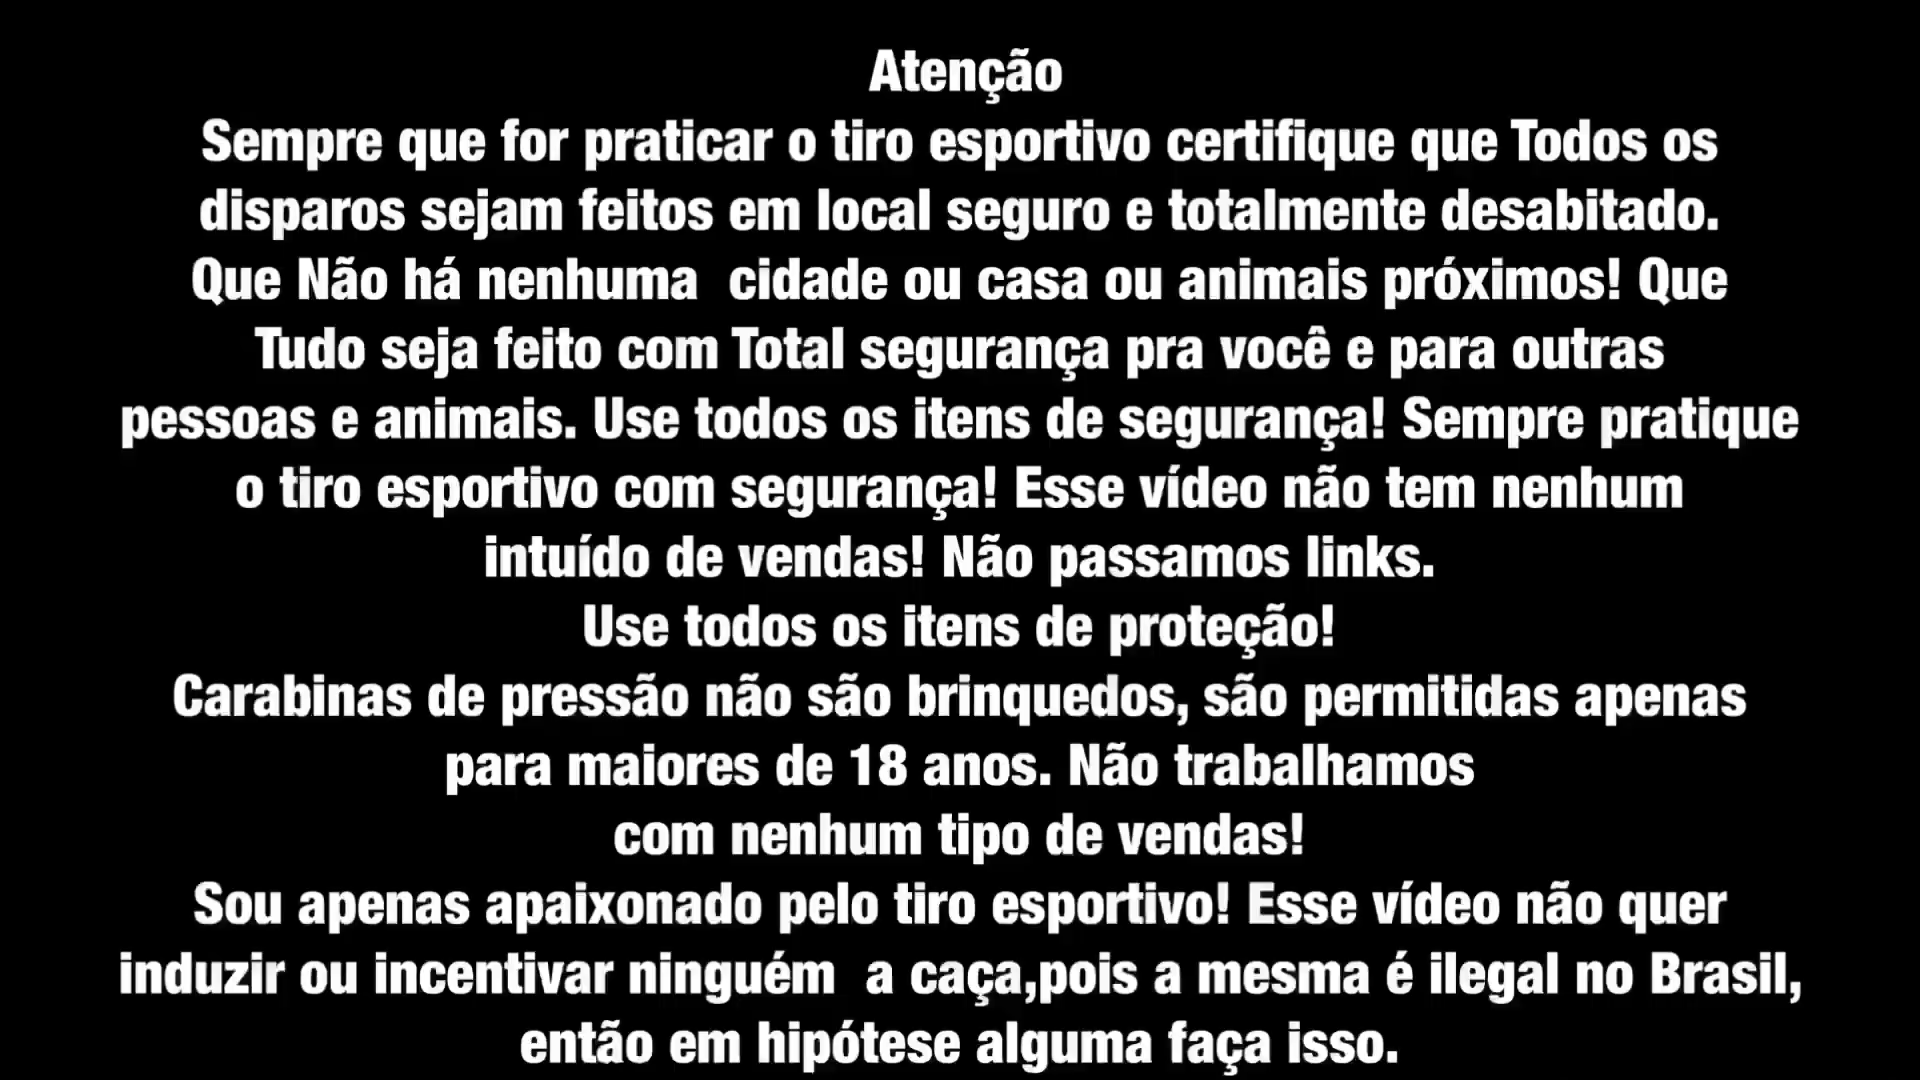 Atenção
Sempre que for praticar o tiro esportivo certifique que Todos os
disparos sejam feitos em local seguro e totalmente desabitado.
Que Não há nenhuma  cidade ou casa ou animais próximos! Que
Tudo seja feito com Total segurança pra você e para outras
pessoas e animais. Use todos os itens de segurança! Sempre pratique
o tiro esportivo com segurança! Esse vídeo não tem nenhum
intuído de vendas! Não passamos links.
Use todos os itens de proteção!
Carabinas de pressão não são brinquedos, são permitidas apenas
para maiores de 18 anos. Não trabalhamos
com nenhum tipo de vendas!
Sou apenas apaixonado pelo tiro esportivo! Esse vídeo não quer
induzir ou incentivar ninguém  a caça,pois a mesma é ilegal no Brasil,
então em hipótese alguma faça isso.